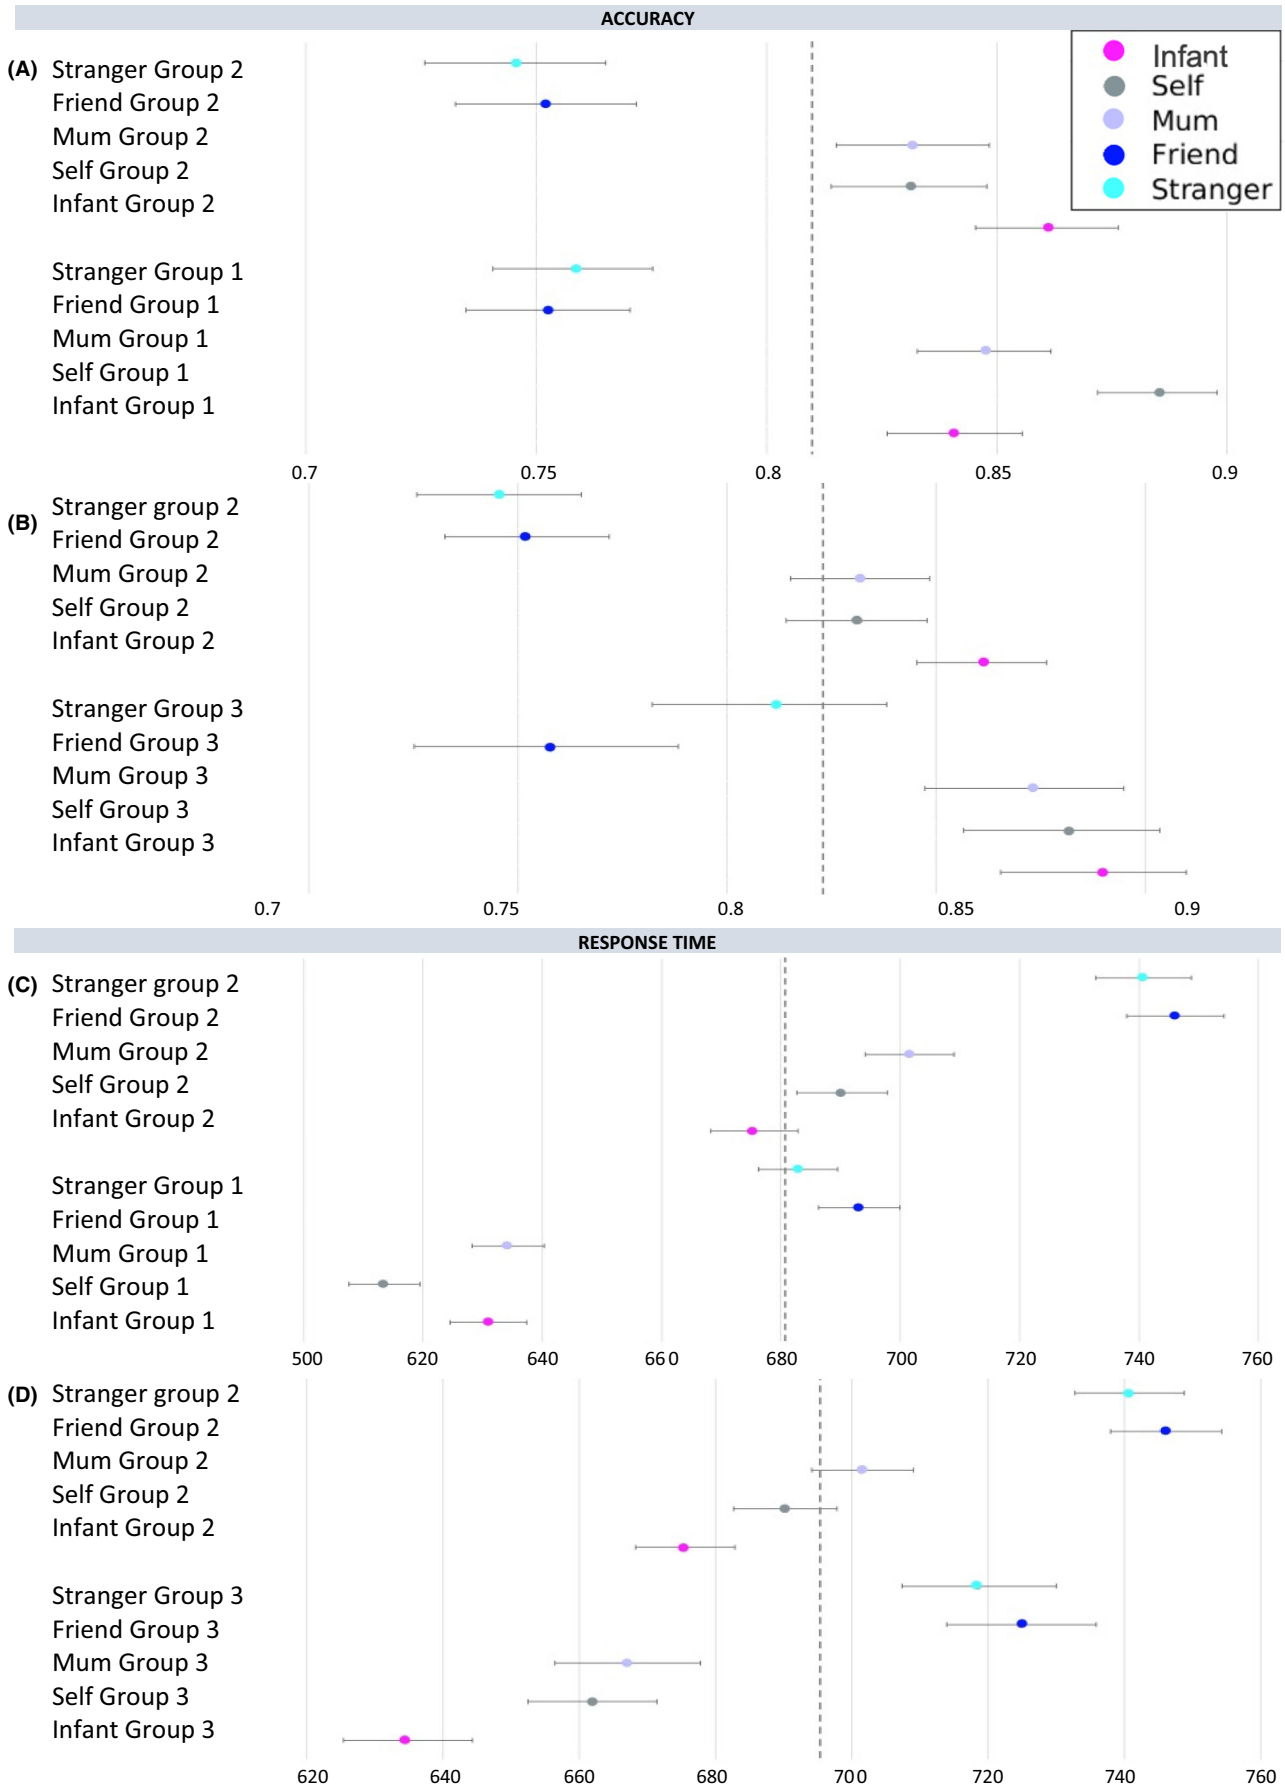 ACCURACY
(A) Stranger Group 2
Friend Group 2
Mum Group 2
Self Group 2
Infant Group 2
Stranger Group 1
Friend Group 1
Mum Group 1
Self Group 1
Infant Group 1
Infant
Self
Mum
Friend
Stranger
0.7 0.75 0.8 0.85 0.9
(B) Stranger group 2
Friend Group 2
Mum Group 2
Self Group 2
Infant Group 2
Stranger Group 3
Friend Group 3
Mum Group 3
Self Group 3
Infant Group 3
0.7 0.75 0.8 0.85 0.9
RESPONSE TIME
(C) Stranger group 2
Friend Group 2
Mum Group 2
Self Group 2
Infant Group 2
Stranger Group 1
Friend Group 1
Mum Group 1
Self Group 1
Infant Group 1
500 620 640 660 680 700 720 740 760
(D) Stranger group 2
Friend Group 2
Mum Group 2
Self Group 2
Infant Group 2
Stranger Group 3
Friend Group 3
Mum Group 3
Self Group 3
Infant Group 3
620 640 660 680 700 720 740 760